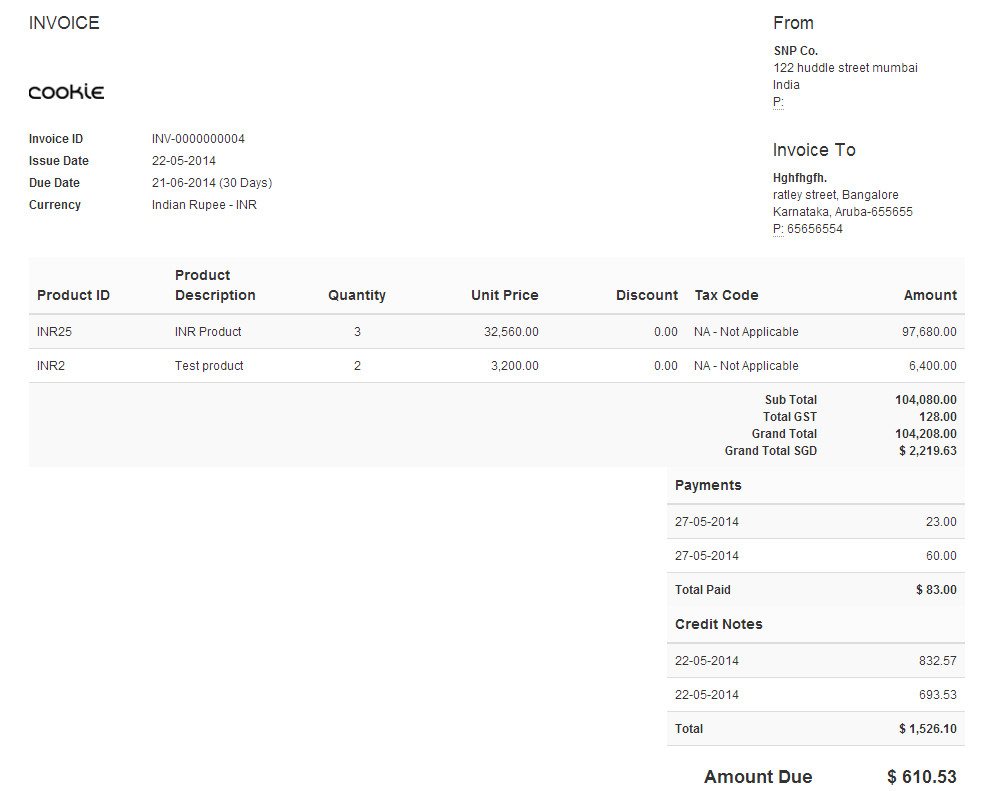 INVOICE
cookie
Invoice ID INV-0000000004
Issue Date 22-05-2014
Due Date 21-06-2014 (30 Days)
Currency Indian Rupee - INR
From
SNP Co.
122 huddle street mumbai
India
P:
Invoice To
Hghfhgfh.
ratley street, Bangalore
Karnataka, Aruba-655655
P: 65656554
Product ID Product Description Quantity Unit Price Discount Tax Code Amount
INR25 INR Product 3 32,560.00 0.00 NA - Not Applicable 97,680.00
INR2 Test product 2 3,200.00 0.00 NA - Not Applicable 6,400.00
Sub Total 104,080.00
Total GST 128.00
Grand Total 104,208.00
Grand Total SGD $ 2,219.63
Payments
27-05-2014 23.00
27-05-2014 60.00
Total Paid $ 83.00
Credit Notes
22-05-2014 832.57
22-05-2014 693.53
Total $ 1,526.10
Amount Due $ 610.53